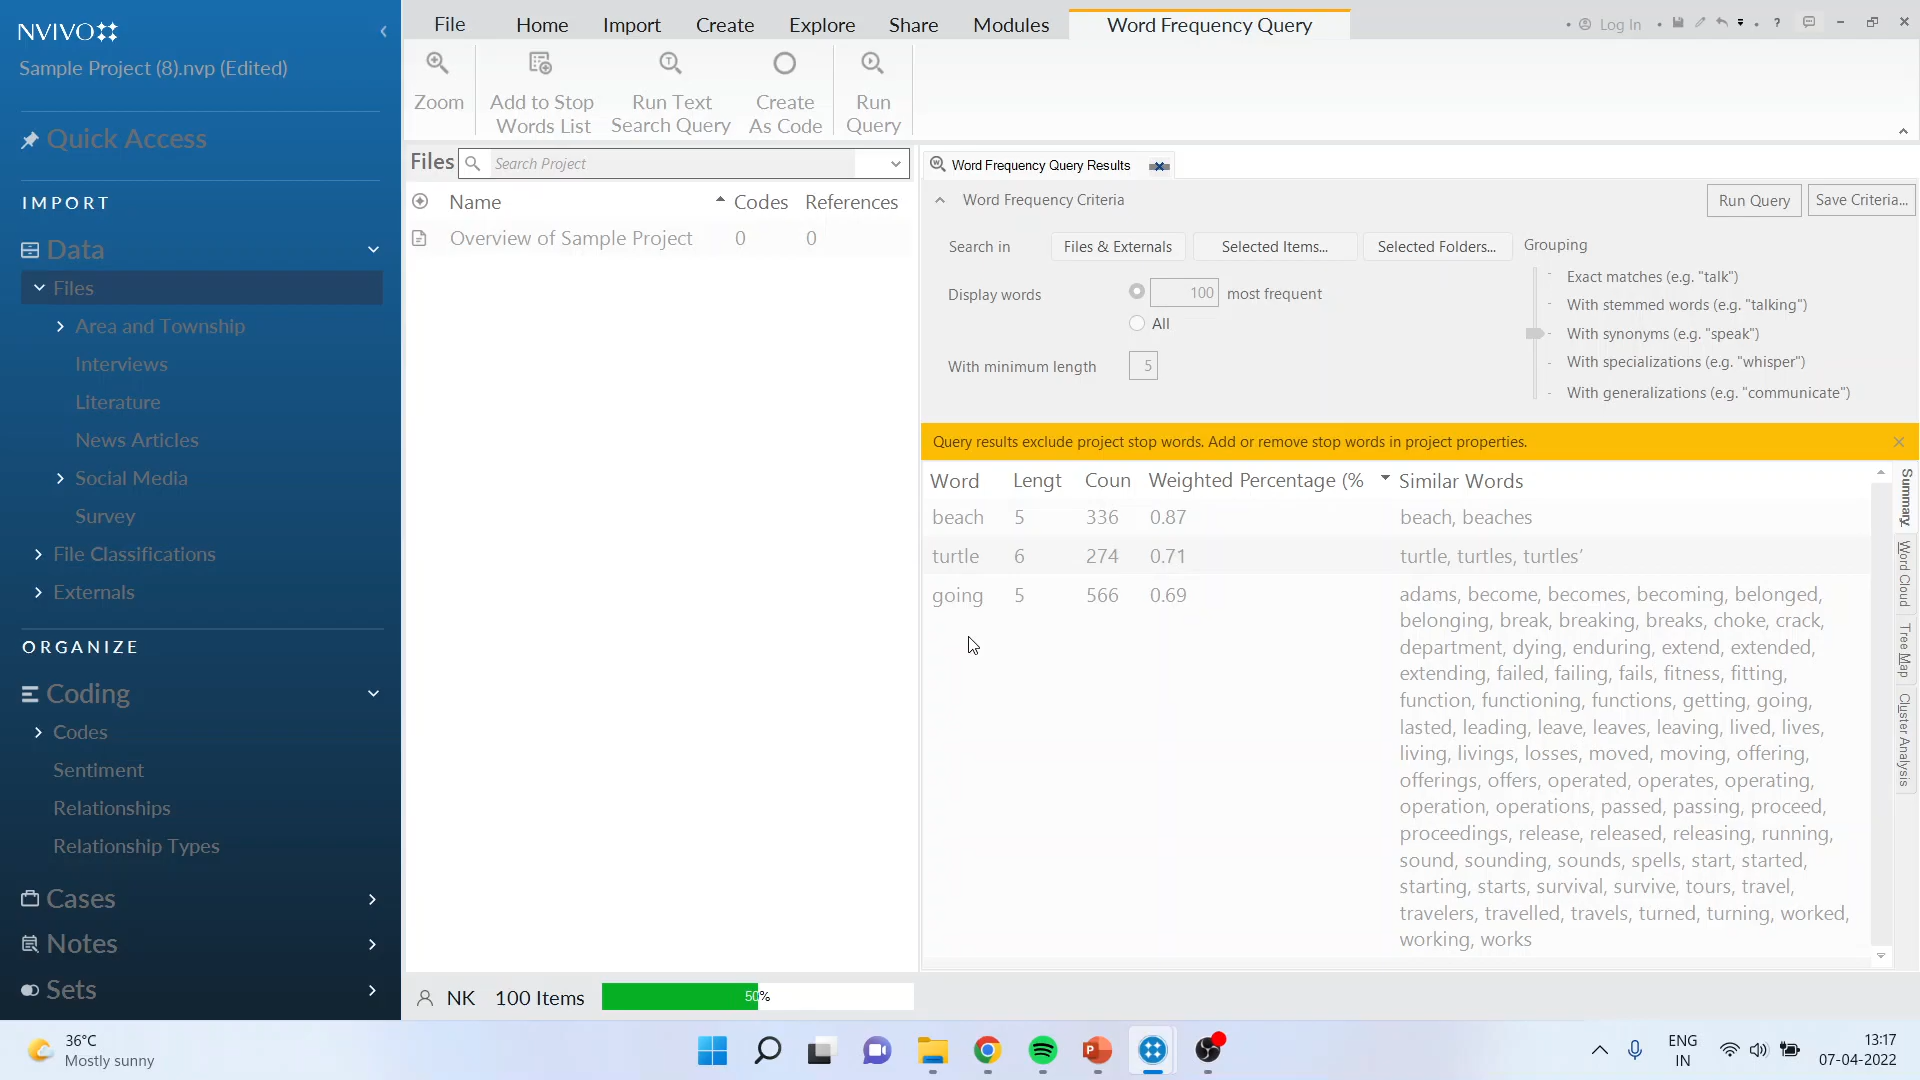 NVIVO
Sample Project (8).nvp (Edited)
Quick Access
IMPORT
Data
Files
Area and Township
Interviews
Literature
News Articles
Social Media
Survey
File Classifications
Externals
ORGANIZE
Coding
Codes
Sentiment
Relationships
Relationship Types
Cases
Notes
Sets
File Home Import Create Explore Share Modules Word Frequency Query
Log In ?
Zoom
Add to Stop Words List
Run Text Search Query
Create As Code
Run Query
Files Search Project
Name Codes References
Overview of Sample Project 0 0
Word Frequency Query Results
Word Frequency Criteria Run Query Save Criteria...
Search in Files & Externals Selected Items... Selected Folders... Grouping
Display words 100 most frequent
All
With minimum length 5
Exact matches (e.g. "talk")
With stemmed words (e.g. "talking")
With synonyms (e.g. "speak")
With specializations (e.g. "whisper")
With generalizations (e.g. "communicate")
Query results exclude project stop words. Add or remove stop words in project properties.
Word Lengt Coun Weighted Percentage (% Similar Words
beach 5 336 0.87 beach, beaches
turtle 6 274 0.71 turtle, turtles, turtles’
going 5 566 0.69 adams, become, becomes, becoming, belonged,
belonging, break, breaking, breaks, choke, crack,
department, dying, enduring, extend, extended,
extending, failed, failing, fails, fitness, fitting,
function, functioning, functions, getting, going,
lasted, leading, leave, leaves, leaving, lived, lives,
living, livings, losses, moved, moving, offering,
offerings, offers, operated, operates, operating,
operation, operations, passed, passing, proceed,
proceedings, release, released, releasing, running,
sound, sounding, sounds, spells, start, started,
starting, starts, survival, survive, tours, travel,
travelers, travelled, travels, turned, turning, worked,
working, works
Summary
Word Cloud
Tree Map
Cluster Analysis
NK 100 Items 50%
36°C
Mostly sunny
ENG
IN
13:17
07-04-2022